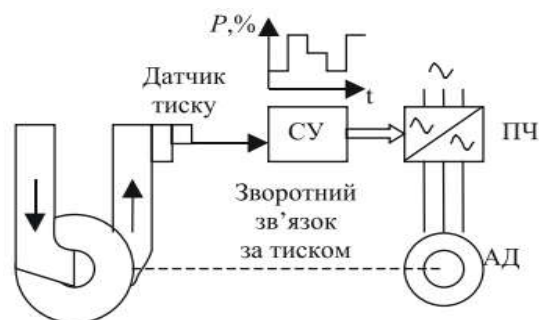 P,%
t
Датчик
тиску
СУ
ПЧ
Зворотний
зв’язок
за тиском
АД